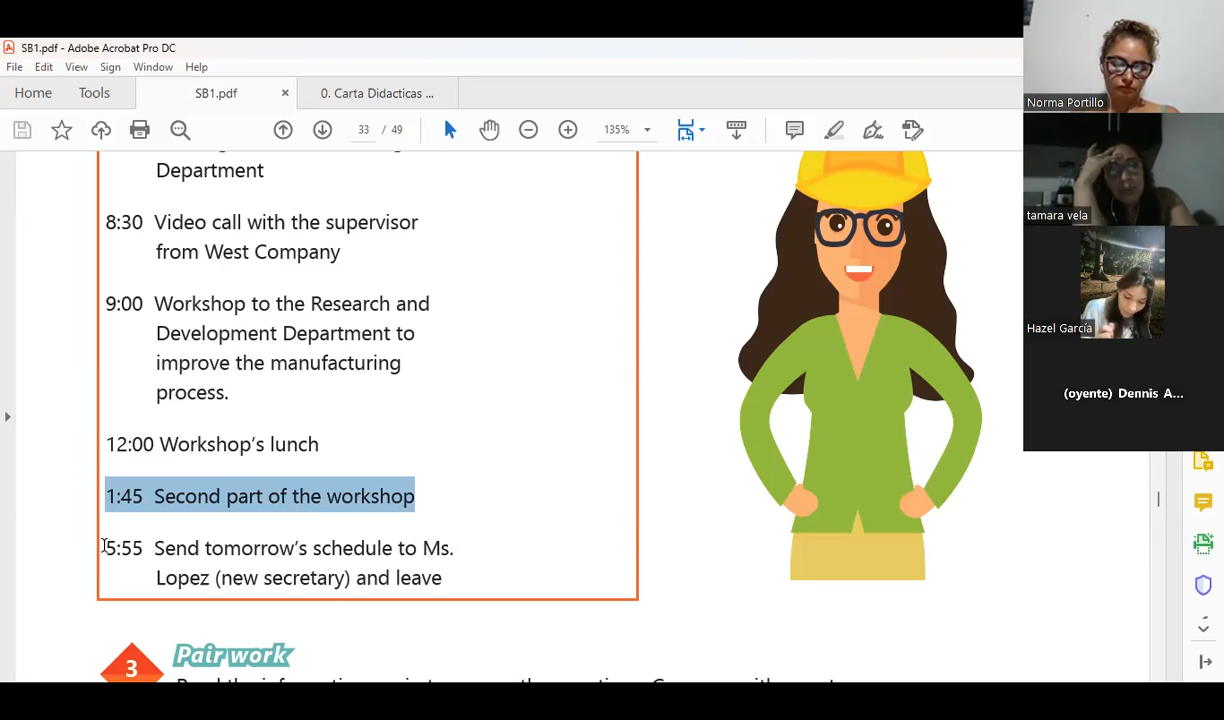 SB1.pdf - Adobe Acrobat Pro DC
File Edit View Sign Window Help
Home Tools SB1.pdf × 0. Carta Didacticas ...
33 / 49 135%
Department
8:30 Video call with the supervisor
from West Company
9:00 Workshop to the Research and
Development Department to
improve the manufacturing
process.
12:00 Workshop's lunch
1:45 Second part of the workshop
5:55 Send tomorrow's schedule to Ms.
Lopez (new secretary) and leave
3 Pair work
Norma Portillo
tamara vela
Hazel García
(oyente) Dennis A...